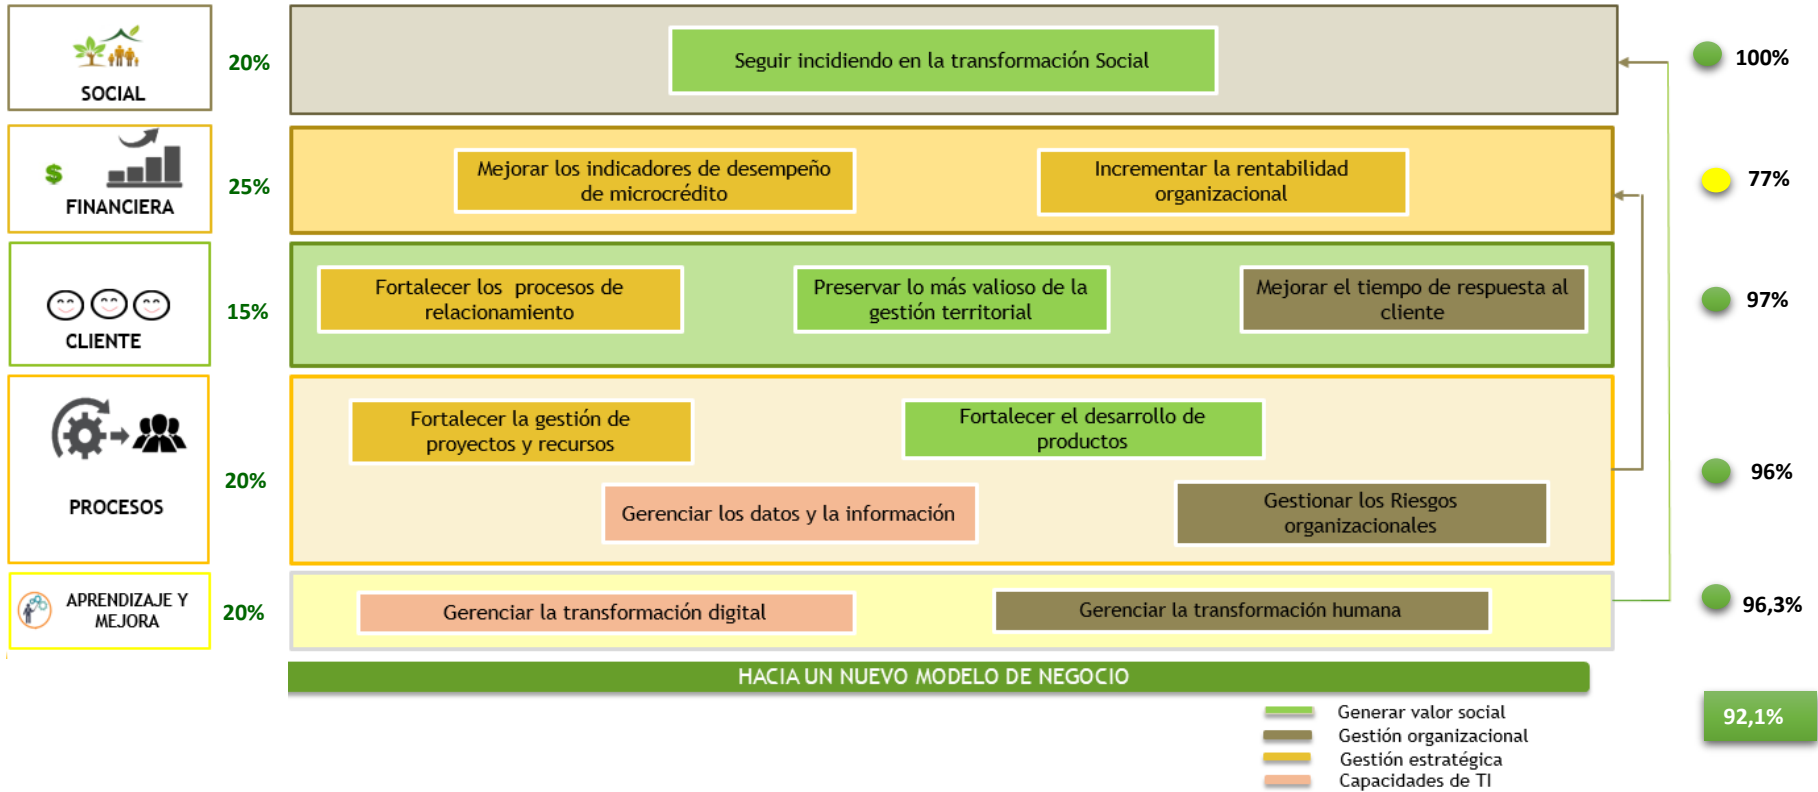 SOCIAL
20%
Seguir incidiendo en la transformación Social
100%
$
FINANCIERA
25%
Mejorar los indicadores de desempeño
de microcrédito
Incrementar la rentabilidad
organizacional
77%
CLIENTE
15%
Fortalecer los procesos de
relacionamiento
Preservar lo más valioso de la
gestión territorial
Mejorar el tiempo de respuesta al
cliente
97%
PROCESOS
20%
Fortalecer la gestión de
proyectos y recursos
Fortalecer el desarrollo de
productos
Gerenciar los datos y la información
Gestionar los Riesgos
organizacionales
96%
APRENDIZAJE Y
MEJORA
20%
Gerenciar la transformación digital
Gerenciar la transformación humana
96,3%
HACIA UN NUEVO MODELO DE NEGOCIO
Generar valor social
Gestión organizacional
Gestión estratégica
Capacidades de TI
92,1%